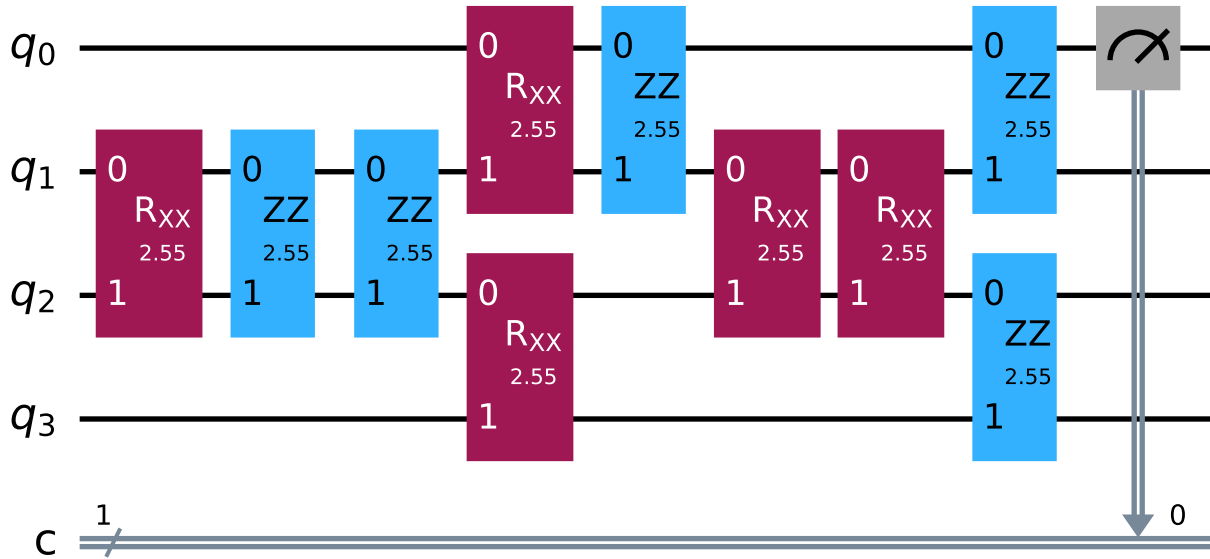 q0 0 0 0
RXX ZZ ZZ
2.55 2.55 2.55
q1 0 0 0 1 1 0 0 1
RXX ZZ ZZ RXX RXX
2.55 2.55 2.55 2.55 2.55
q2 1 1 1 0 1 1 0
RXX ZZ
2.55 2.55
q3 1 1
1 0
c